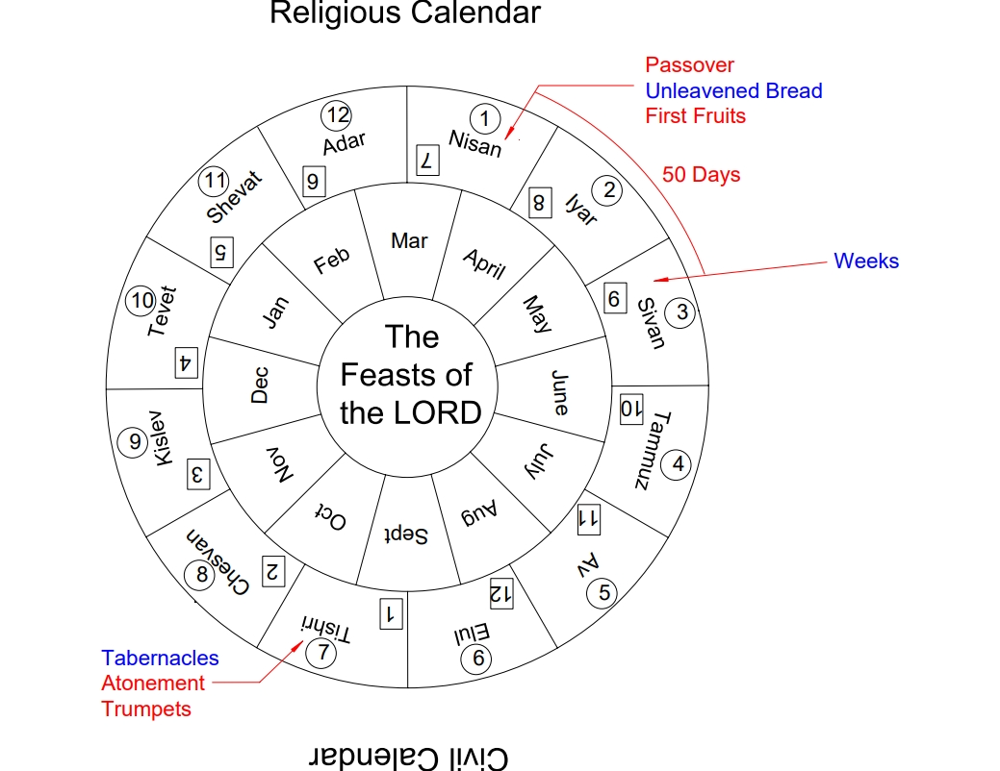 Religious Calendar
Passover
Unleavened Bread
First Fruits
50 Days
Weeks
1
Nisan
7
2
Iyar
8
3
Sivan
9
4
Tammuz
10
5
Av
11
6
Elul
12
7
Tishri
1
8
Chesvan
2
9
Kislev
3
10
Tevet
4
11
Shevat
5
12
Adar
6
Mar
April
May
June
July
Aug
Sept
Oct
Nov
Dec
Jan
Feb
The
Feasts of
the LORD
Tabernacles
Atonement
Trumpets
Civil Calendar